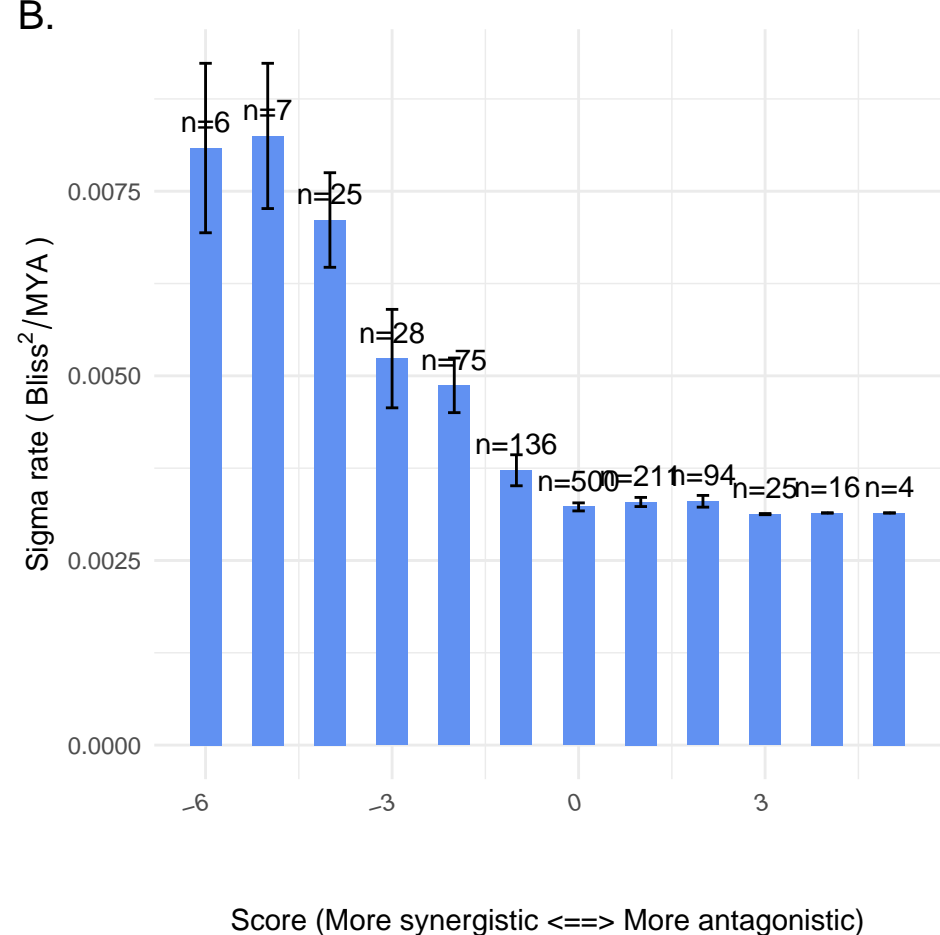 B.
Sigma rate ( Bliss²/MYA )
0.0075
0.0050
0.0025
0.0000
n=6
n=7
n=25
n=28
n=75
n=136
n=500
n=211
n=94
n=25
n=16
n=4
−6
−3
0
3
Score (More synergistic <==> More antagonistic)